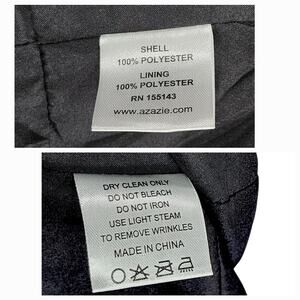 SHELL
100% POLYESTER
LINING
100% POLYESTER
RN 155143
www.azazie.com
DRY CLEAN ONLY
DO NOT BLEACH
DO NOT IRON
USE LIGHT STEAM
TO REMOVE WRINKLES
MADE IN CHINA